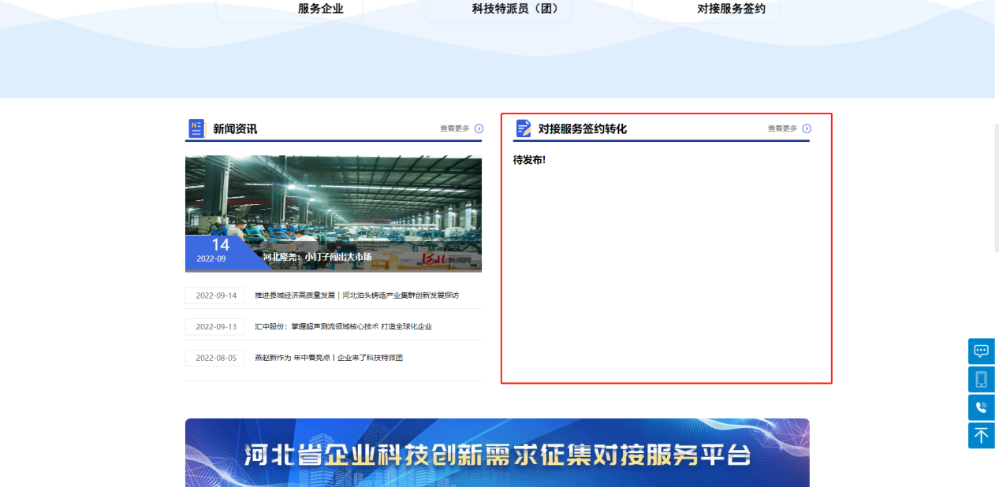 服务企业
科技特派员（团）
对接服务签约
新闻资讯
查看更多
14
2022-09
河北隆尧：小钉子闯出大市场
河北新闻网
2022-09-14 推进县域经济高质量发展 | 河北泊头铸造产业集群创新发展探访
2022-09-13 汇中股份：掌握超声测流领域核心技术 打造全球化企业
2022-08-05 燕赵新作为 年中看亮点丨企业来了科技特派团
对接服务签约转化
查看更多
待发布!
河北省企业科技创新需求征集对接服务平台